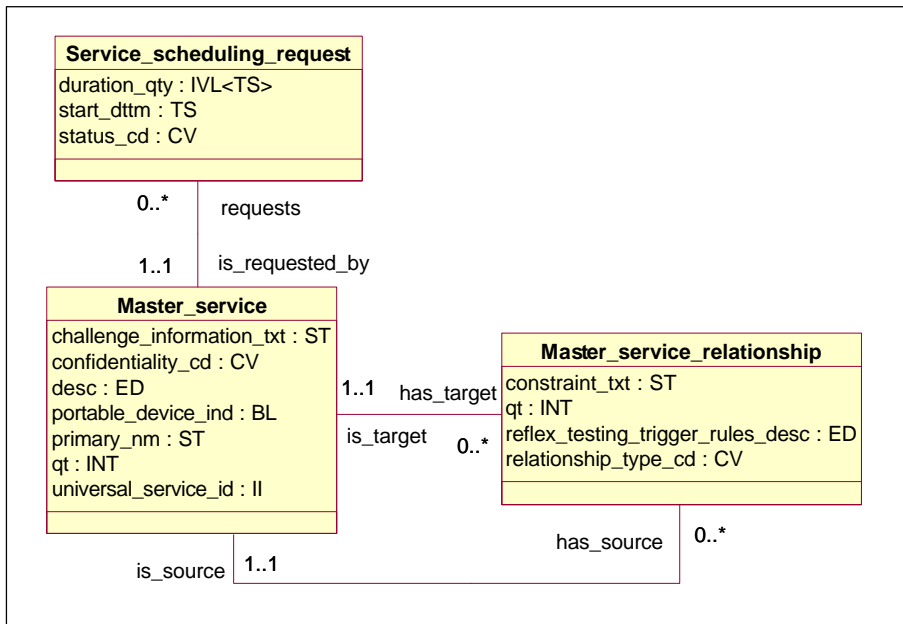 Service_scheduling_request
duration_qty : IVL<TS>
start_dttm : TS
status_cd : CV
0..*
requests
1..1
is_requested_by
Master_service
challenge_information_txt : ST
confidentiality_cd : CV
desc : ED
portable_device_ind : BL
primary_nm : ST
qt : INT
universal_service_id : II
1..1
has_target
is_target
0..*
Master_service_relationship
constraint_txt : ST
qt : INT
reflex_testing_trigger_rules_desc : ED
relationship_type_cd : CV
is_source
1..1
has_source
0..*